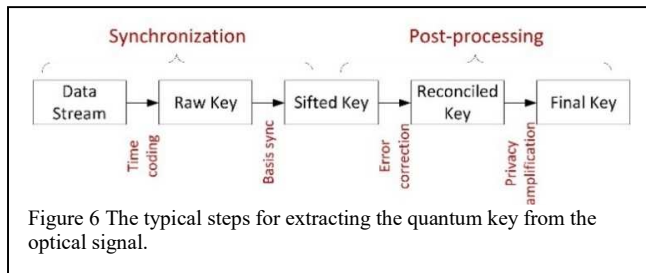 Synchronization
Post-processing
Data
Stream
Raw Key
Sifted Key
Reconciled
Key
Final Key
Time
coding
Basis sync
Error
correction
Privacy
amplification
Figure 6 The typical steps for extracting the quantum key from the
optical signal.